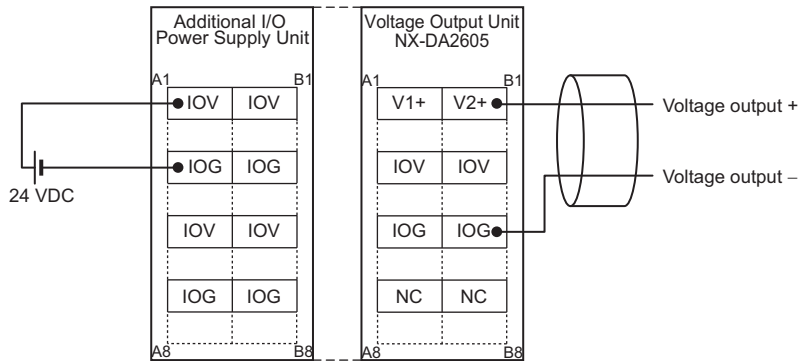 Additional I/O
Power Supply Unit
Voltage Output Unit
NX-DA2605
A1 B1 A1 B1
IOV IOV V1+ V2+ Voltage output +
IOG IOG IOV IOV Voltage output −
24 VDC
IOV IOV IOG IOG
IOG IOG NC NC
A8 B8 A8 B8